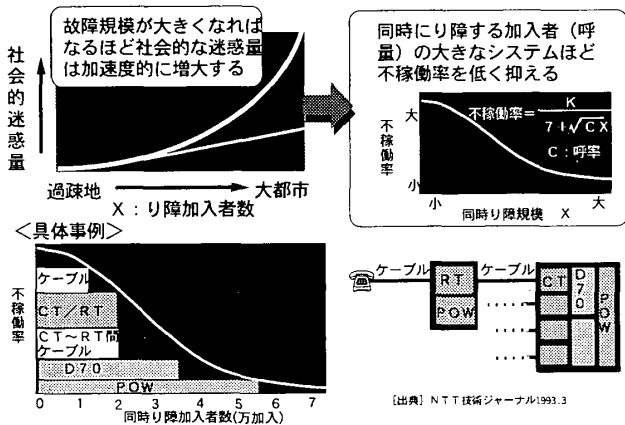 故障規模が大きくなれば
なるほど社会的な迷惑量
は加速度的に増大する
社会的迷惑量
過疎地
大都市
X:り障加入者数
同時にり障する加入者(呼
量)の大きなシステムほど
不稼働率を低く抑える
不稼働率
大
小
不稼働率=
K
C X
C:呼率
小
大
同時り障規模 X
<具体事例>
不稼働率
ケーブル
CT/RT
CT~RT間
ケーブル
D70
POW
0 1 2 3 4 5 6 7
同時り障加入者数(万加入)
ケーブル
RT
POW
ケーブル
CT
D70
POW
[出典] NTT技術ジャーナル1993.3